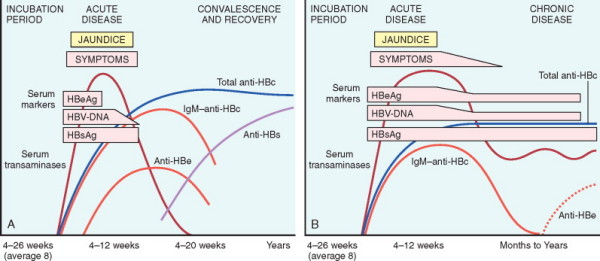 INCUBATION
PERIOD
ACUTE
DISEASE
CONVALESCENCE
AND RECOVERY
JAUNDICE
SYMPTOMS
Total anti-HBc
Serum
markers
HBeAg
IgM–anti-HBc
HBV-DNA
HBsAg
Anti-HBs
Serum
transaminases
Anti-HBe
A
4–26 weeks
(average 8)
4–12 weeks
4–20 weeks
Years
INCUBATION
PERIOD
ACUTE
DISEASE
CHRONIC
DISEASE
JAUNDICE
SYMPTOMS
Total anti-HBc
Serum
markers
HBeAg
HBV-DNA
HBsAg
Serum
transaminases
IgM–anti-HBc
Anti-HBe
B
4–26 weeks
(average 8)
4–12 weeks
Months to Years